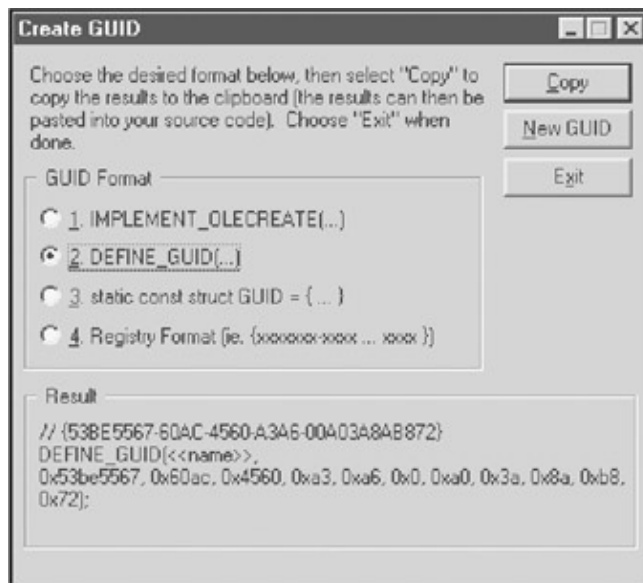 Create GUID
Choose the desired format below, then select "Copy" to
copy the results to the clipboard (the results can then be
pasted into your source code). Choose "Exit" when
done.
Copy
New GUID
Exit
GUID Format
1. IMPLEMENT_OLECREATE(...)
2. DEFINE_GUID(...)
3. static const struct GUID = { ... }
4. Registry Format (ie. {xxxxxxx-xxxx ... xxxx })
Result
// {53BE5567-60AC-4560-A3A6-00A03A8AB872}
DEFINE_GUID(<<name>>,
0x53be5567, 0x60ac, 0x4560, 0xa3, 0xa6, 0x0, 0xa0, 0x3a, 0x8a, 0xb8,
0x72);